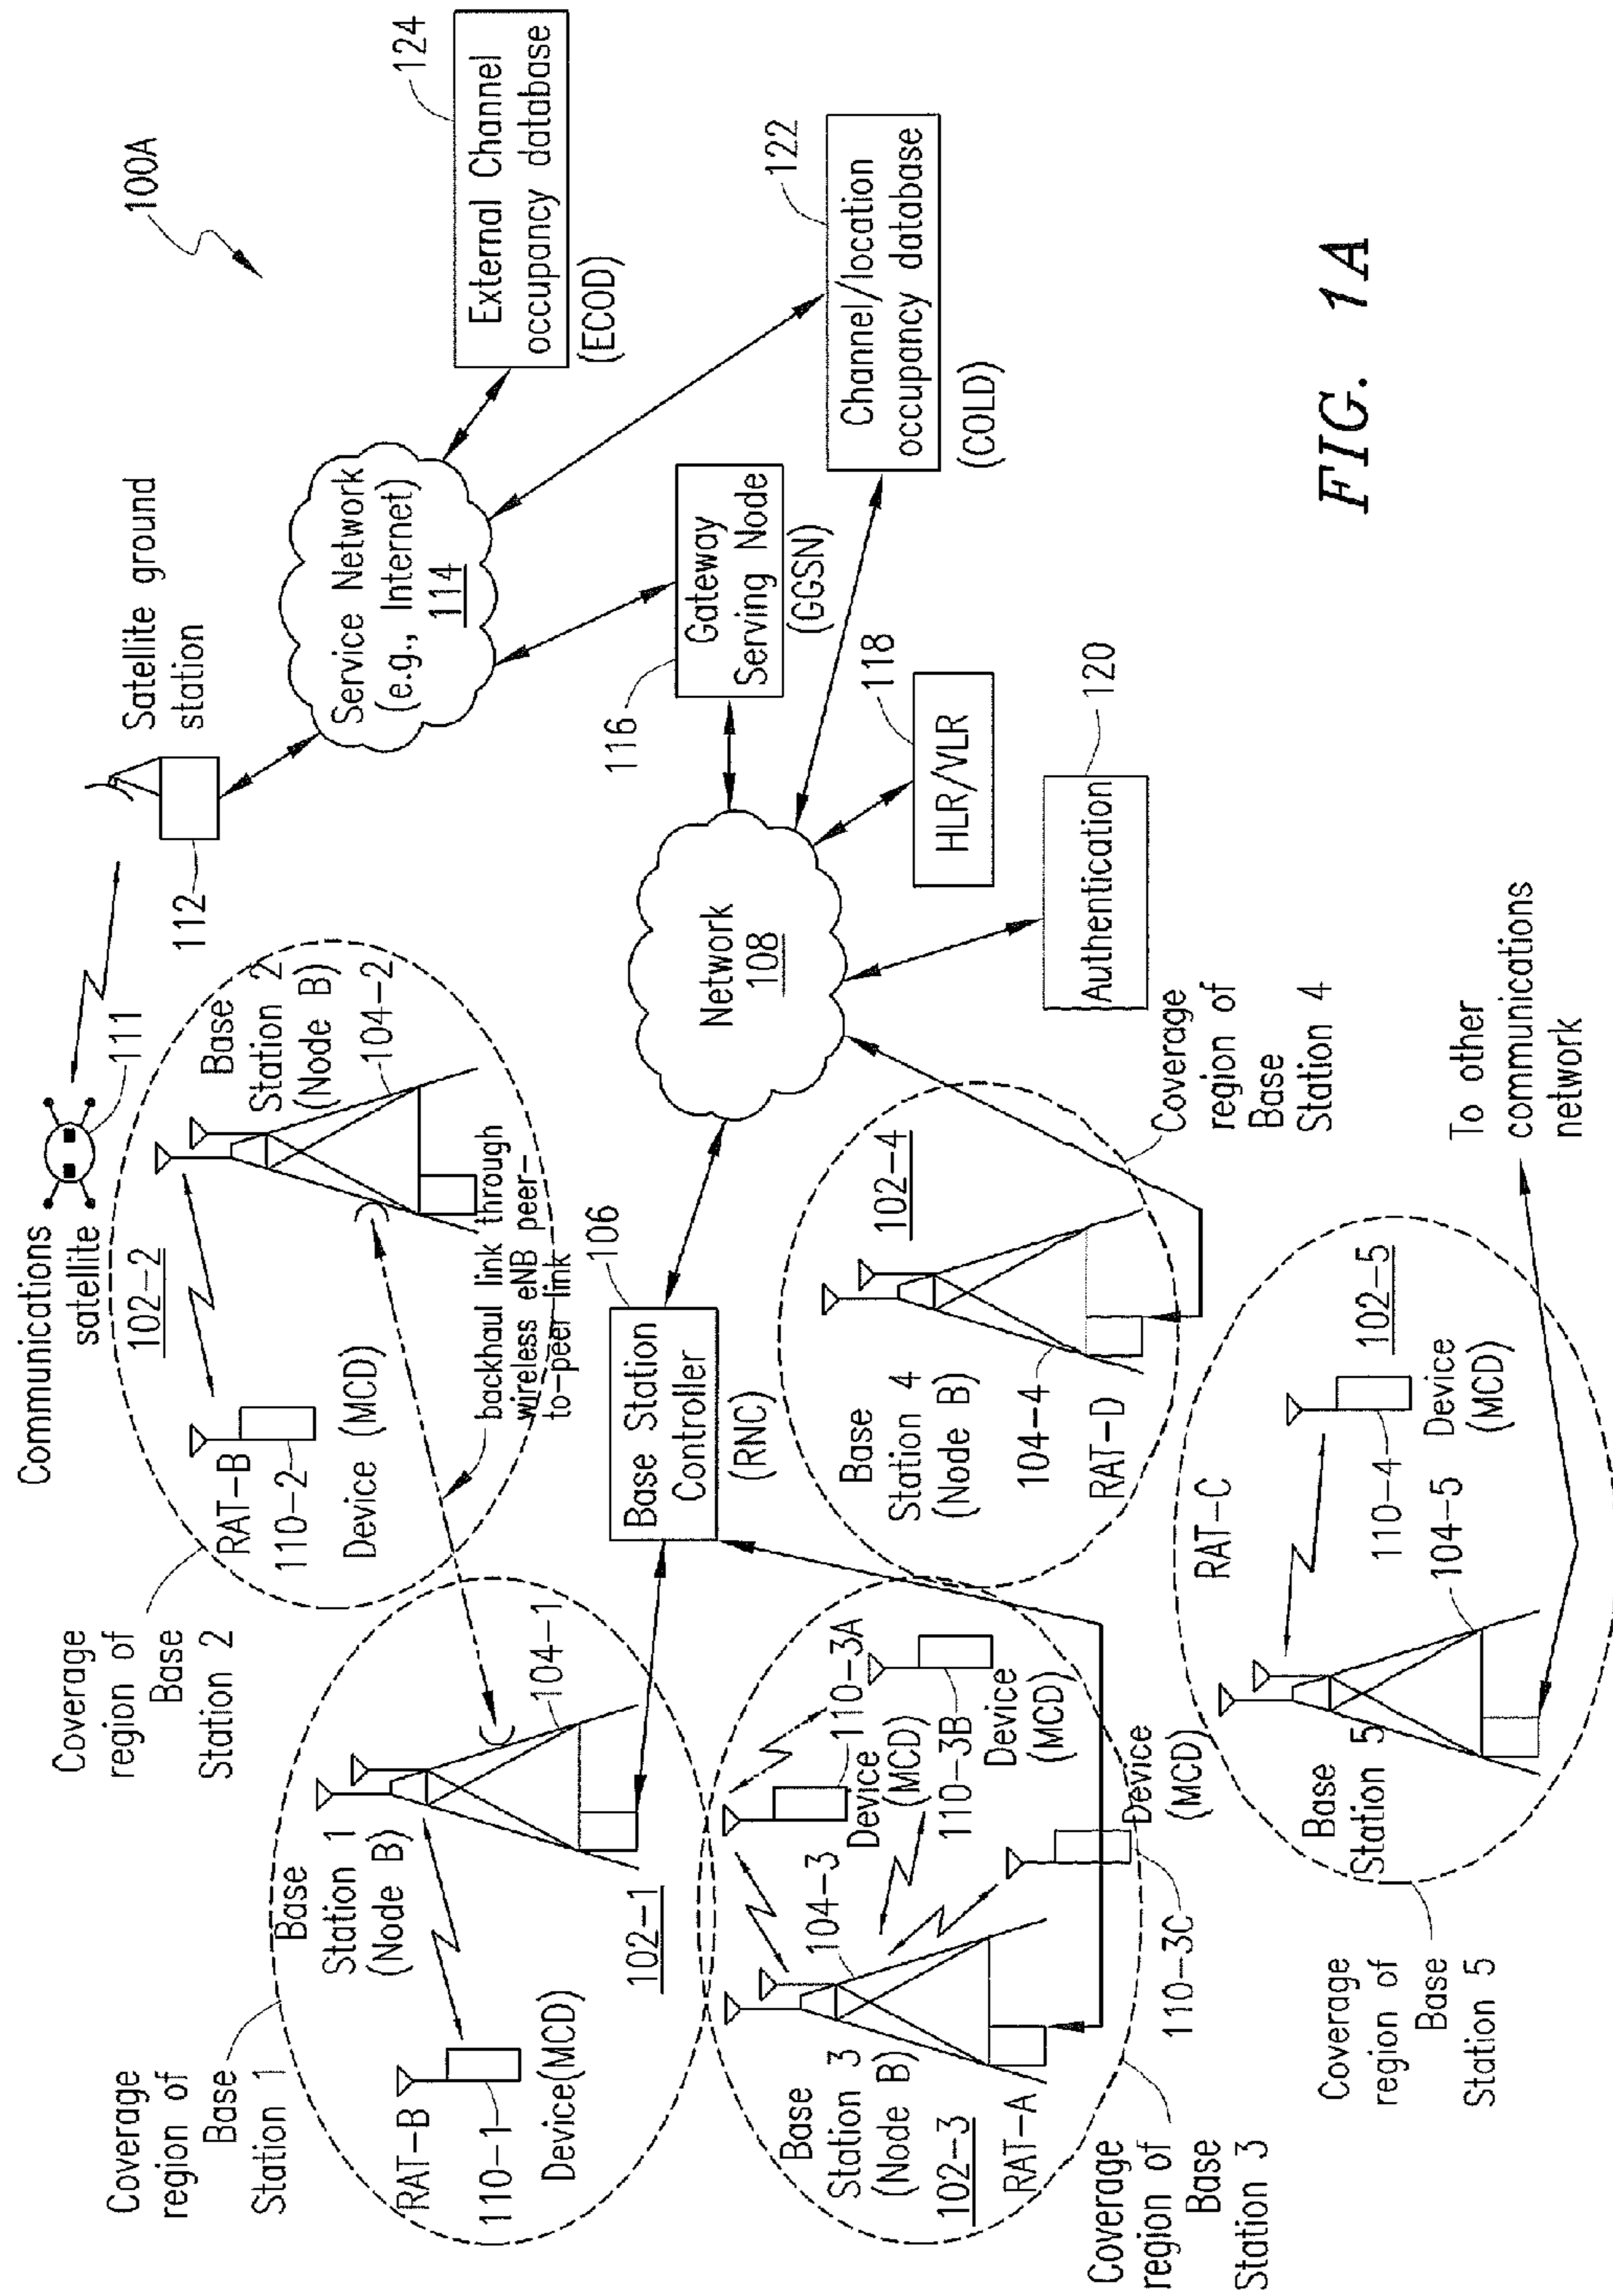 Communications
satellite
111
Satellite ground
station
112
100A
Service Network
(e.g., Internet)
114
External Channel
occupancy database
(ECOD)
124
Channel/location
occupancy database
(COLD)
122
Gateway
Serving Node
(GGSN)
116
HLR/VLR
118
Authentication
120
Network
108
Base Station
Controller
(RNC)
106
Coverage
region of
Base
Station 2
102-2
RAT-B
110-2
Device (MCD)
Base
Station 2
(Node B)
104-2
backhaul link through
wireless eNB peer-
to-peer link
Coverage
region of
Base
Station 1
Base
Station 1
(Node B)
104-1
RAT-B
110-1
Device(MCD)
102-1
Base
Station 3
(Node B)
102-3
RAT-A
104-3
110-3A
Device
(MCD)
110-3B
Device
(MCD)
110-3C
Device
(MCD)
Coverage
region of
Base
Station 3
Base
Station 4
(Node B)
104-4
RAT-D
102-4
Coverage
region of
Base
Station 4
RAT-C
102-5
110-4
Device
(MCD)
104-5
Base
Station 5
Coverage
region of
Base
Station 5
To other
communications
network
FIG. 1A